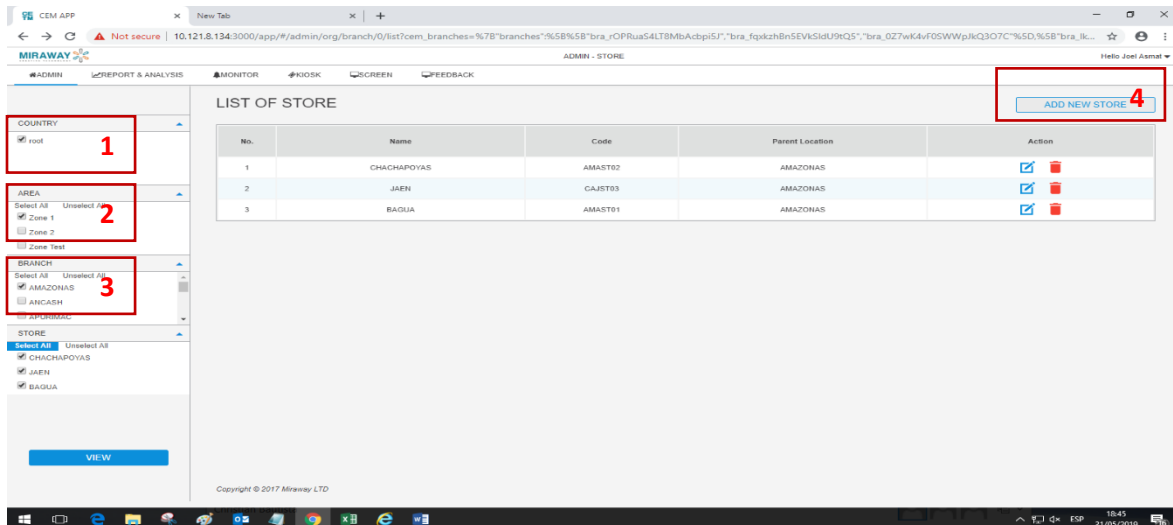 CEM APP
New Tab
Not secure | 10.121.8.134:3000/app/#/admin/org/branch/0/list?cem_branches=%7B"branches":%5B%5B"bra_rOPRuaS4LT8MbAcbpi5J","bra_fqxkzhBn5EVkSldU9tQ5","bra_0Z7wK4vF0SWWpJkQ3O7C"%5D,%5B"bra_lk...
MIRAWAY
ADMIN - STORE
Hello Joel Asmat
ADMIN REPORT & ANALYSIS MONITOR KIOSK SCREEN FEEDBACK
LIST OF STORE
ADD NEW STORE
4
COUNTRY
root
1
AREA
Select All Unselect All
Zone 1
Zone 2
Zone Test
2
BRANCH
Select All Unselect All
AMAZONAS
ANCASH
APURIMAC
3
STORE
Select All Unselect All
CHACHAPOYAS
JAEN
BAGUA
VIEW
No. Name Code Parent Location Action
1 CHACHAPOYAS AMAST02 AMAZONAS
2 JAEN CAJST03 AMAZONAS
3 BAGUA AMAST01 AMAZONAS
Copyright © 2017 Miraway LTD
ESP
18:45
21/05/2019